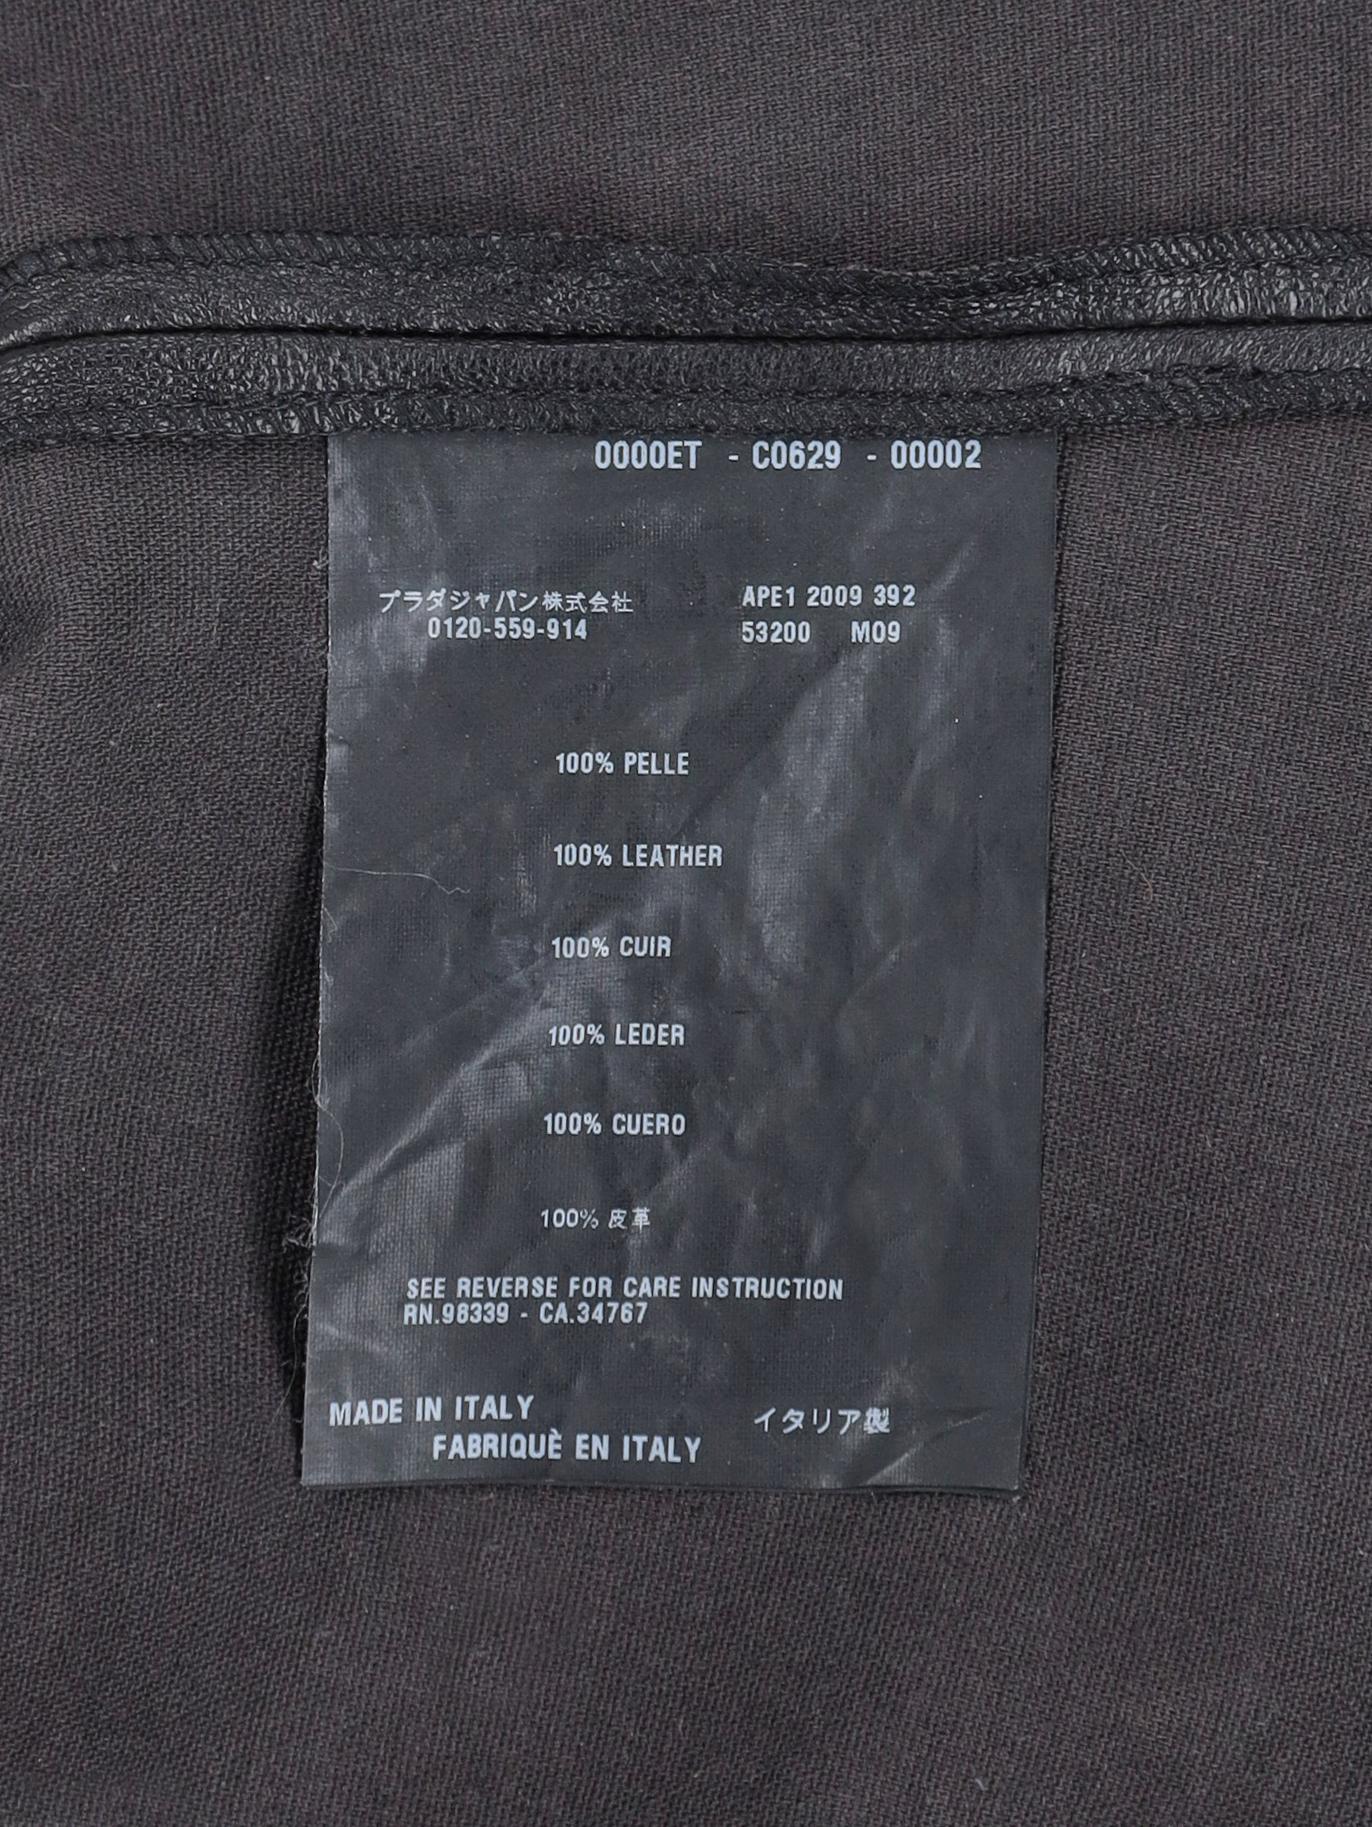 0000ET - C0629 - 00002
プラダジャパン株式会社
0120-559-914
APE1 2009 392
53200 M09
100% PELLE
100% LEATHER
100% CUIR
100% LEDER
100% CUERO
100% 皮革
SEE REVERSE FOR CARE INSTRUCTION
RN.96339 - CA.34767
MADE IN ITALY
FABRIQUÈ EN ITALY
イタリア製